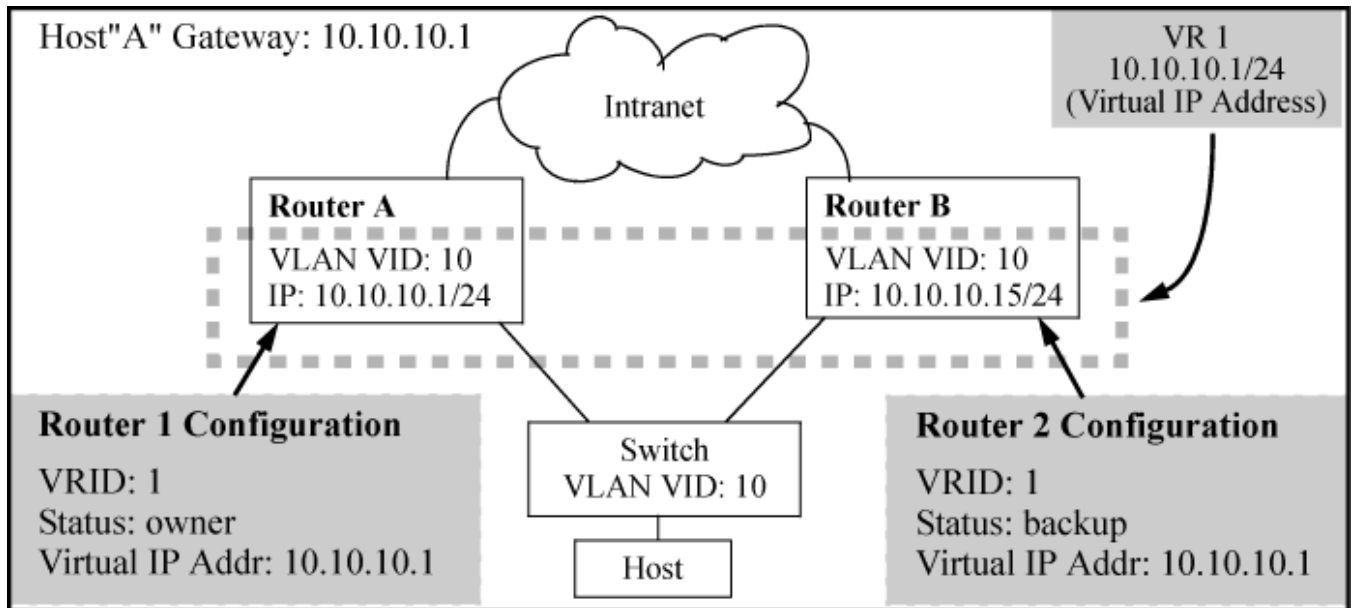 Host"A" Gateway: 10.10.10.1
VR 1
10.10.10.1/24
(Virtual IP Address)
Intranet
Router A
VLAN VID: 10
IP: 10.10.10.1/24
Router B
VLAN VID: 10
IP: 10.10.10.15/24
Router 1 Configuration
VRID: 1
Status: owner
Virtual IP Addr: 10.10.10.1
Switch
VLAN VID: 10
Host
Router 2 Configuration
VRID: 1
Status: backup
Virtual IP Addr: 10.10.10.1